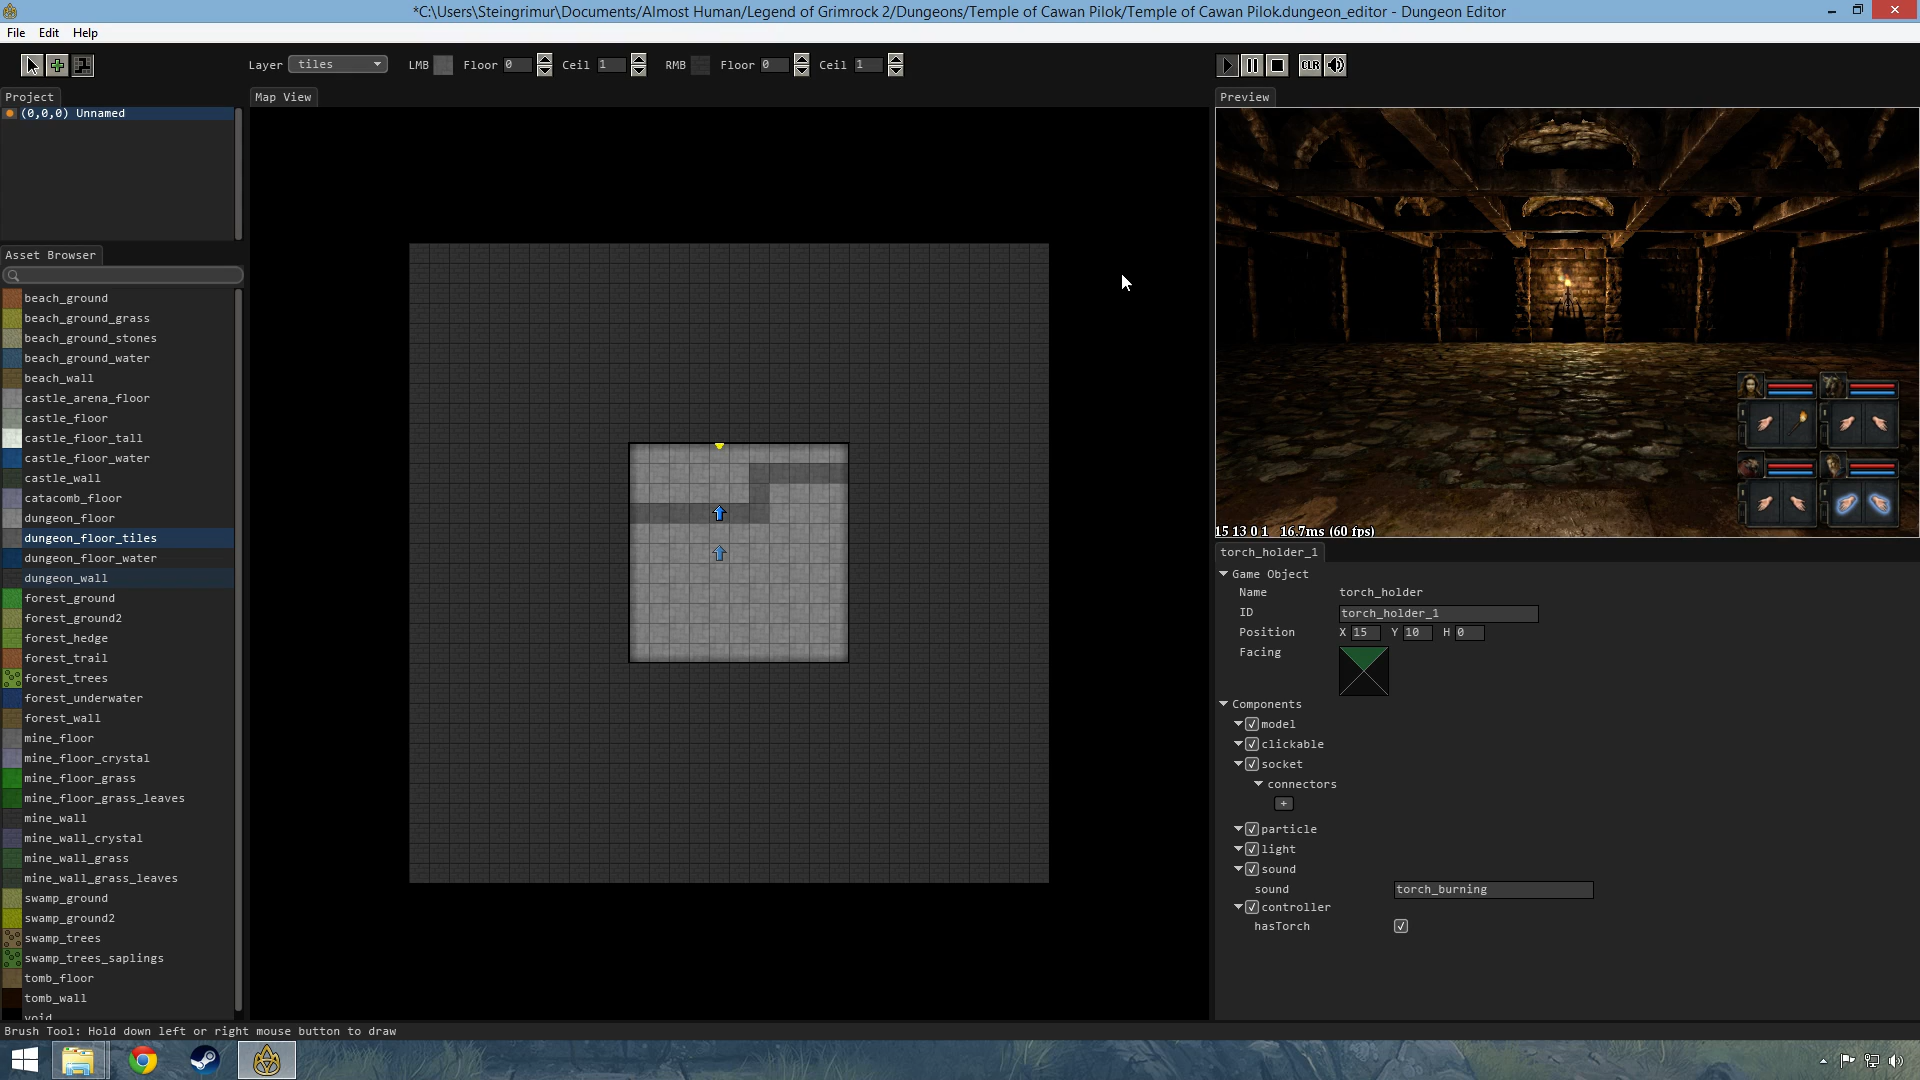 *C:\Users\Steingrimur\Documents/Almost Human/Legend of Grimrock 2/Dungeons/Temple of Cawan Pilok/Temple of Cawan Pilok.dungeon_editor - Dungeon Editor
File Edit Help
Layer tiles LMB Floor 0 Ceil 1 RMB Floor 0 Ceil 1 CLR
Project
Map View
Preview
(0,0,0) Unnamed
Asset Browser
beach_ground
beach_ground_grass
beach_ground_stones
beach_ground_water
beach_wall
castle_arena_floor
castle_floor
castle_floor_tall
castle_floor_water
castle_wall
catacomb_floor
dungeon_floor
dungeon_floor_tiles
dungeon_floor_water
dungeon_wall
forest_ground
forest_ground2
forest_hedge
forest_trail
forest_trees
forest_underwater
forest_wall
mine_floor
mine_floor_crystal
mine_floor_grass
mine_floor_grass_leaves
mine_wall
mine_wall_crystal
mine_wall_grass
mine_wall_grass_leaves
swamp_ground
swamp_ground2
swamp_trees
swamp_trees_saplings
tomb_floor
tomb_wall
void
15 13 0 1 16.7ms (60 fps)
torch_holder_1
Game Object
Name torch_holder
ID torch_holder_1
Position X 15 Y 10 H 0
Facing
Components
model
clickable
socket
connectors
+
particle
light
sound
sound torch_burning
controller
hasTorch
Brush Tool: Hold down left or right mouse button to draw